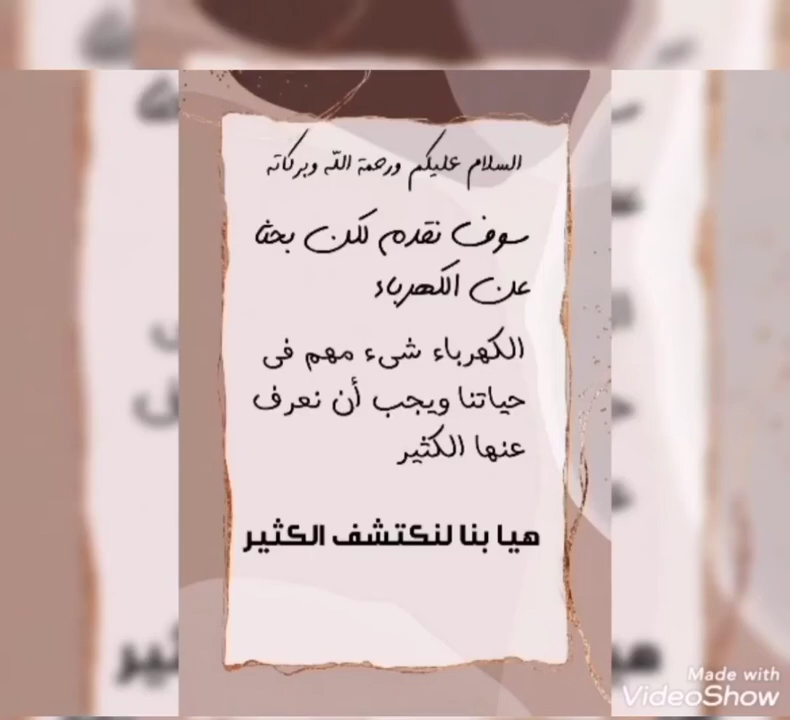 السلام عليكم ورحمة الله وبركاته
سوف نقدم لكن بحثا
عن الكهرباء
الكهرباء شيء مهم في
حياتنا ويجب أن نعرف
عنها الكثير
هيا بنا لنكتشف الكثير
Made with
VideoShow